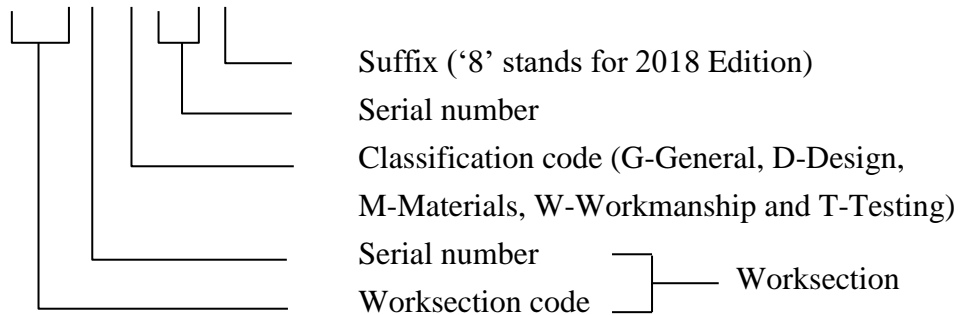 Suffix (‘8’ stands for 2018 Edition)
Serial number
Classification code (G-General, D-Design,
M-Materials, W-Workmanship and T-Testing)
Serial number
Worksection
Worksection code